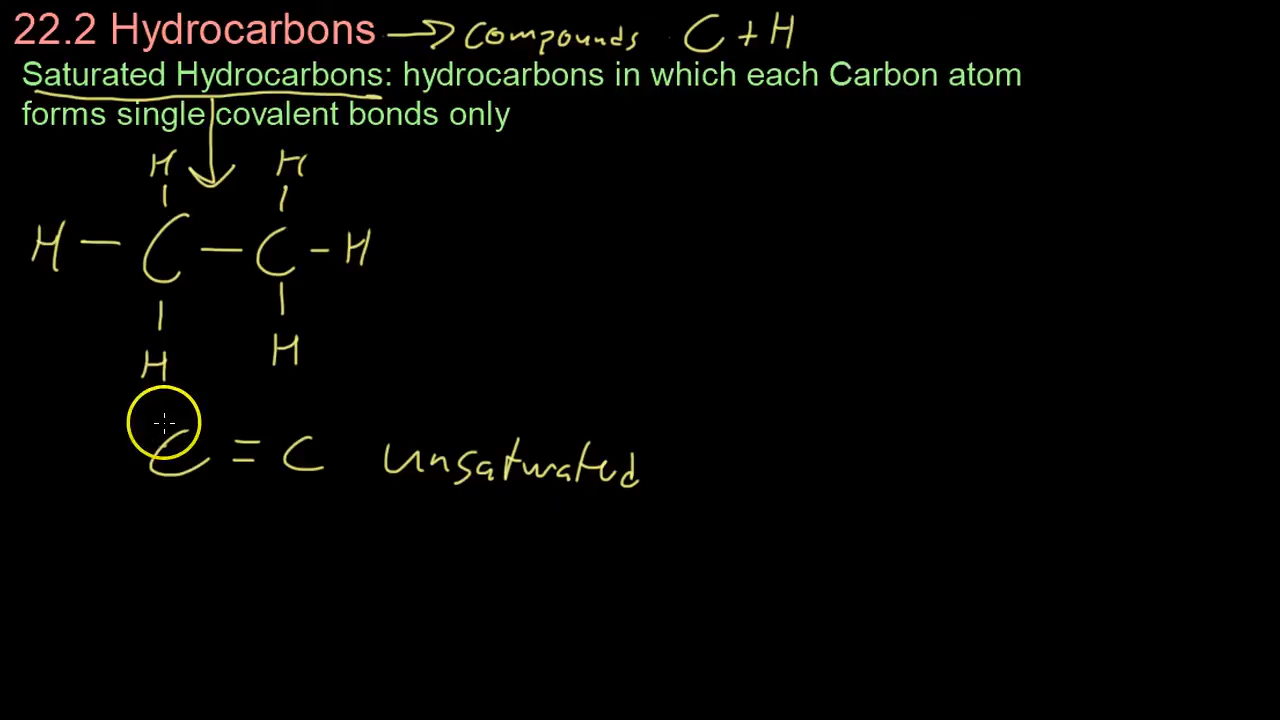 22.2 Hydrocarbons → Compounds C + H
Saturated Hydrocarbons: hydrocarbons in which each Carbon atom
forms single covalent bonds only
H H
H - C - C - H
H H
C = C unsaturated